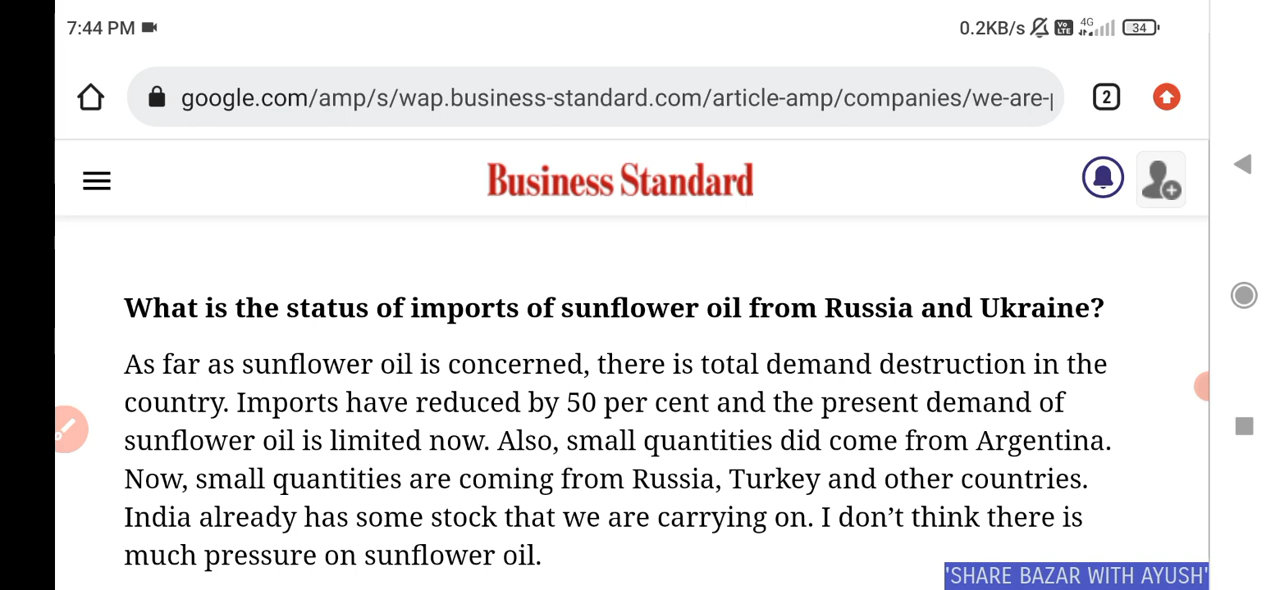 7:44 PM
0.2KB/s Vo LTE 4G 34
google.com/amp/s/wap.business-standard.com/article-amp/companies/we-are-
2
Business Standard
What is the status of imports of sunflower oil from Russia and Ukraine?
As far as sunflower oil is concerned, there is total demand destruction in the
country. Imports have reduced by 50 per cent and the present demand of
sunflower oil is limited now. Also, small quantities did come from Argentina.
Now, small quantities are coming from Russia, Turkey and other countries.
India already has some stock that we are carrying on. I don’t think there is
much pressure on sunflower oil.
'SHARE BAZAR WITH AYUSH'